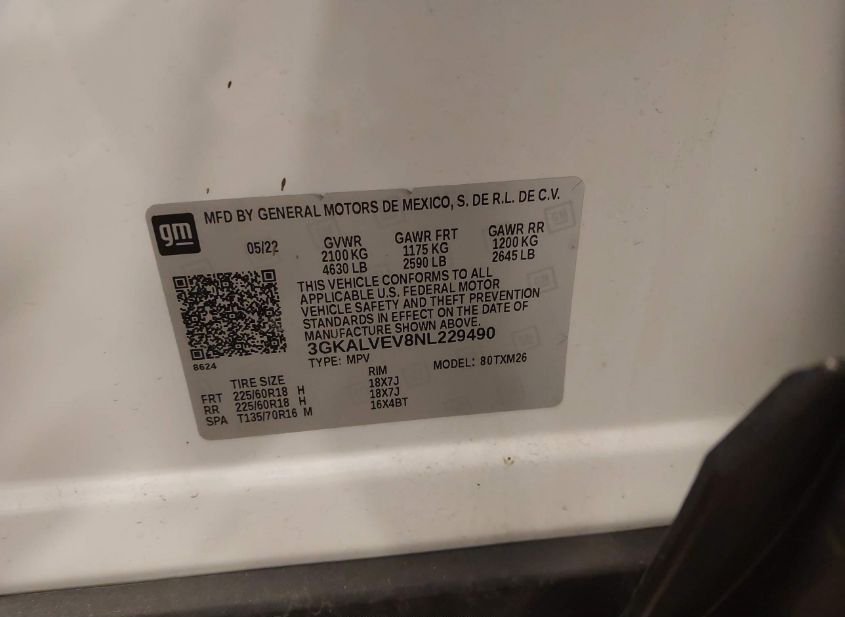 gm MFD BY GENERAL MOTORS DE MEXICO, S. DE R.L. DE C.V.
05/22 GVWR GAWR FRT GAWR RR
2100 KG 1175 KG 1200 KG
4630 LB 2590 LB 2645 LB
THIS VEHICLE CONFORMS TO ALL
APPLICABLE U.S. FEDERAL MOTOR
VEHICLE SAFETY AND THEFT PREVENTION
STANDARDS IN EFFECT ON THE DATE OF
MANUFACTURE SHOWN ABOVE.
3GKALVEV8NL229490
8624
TYPE: MPV MODEL: 80TXM26
TIRE SIZE RIM
FRT 225/60R18 H 18X7J
RR 225/60R18 H 18X7J
SPA T135/70R16 M 16X4BT